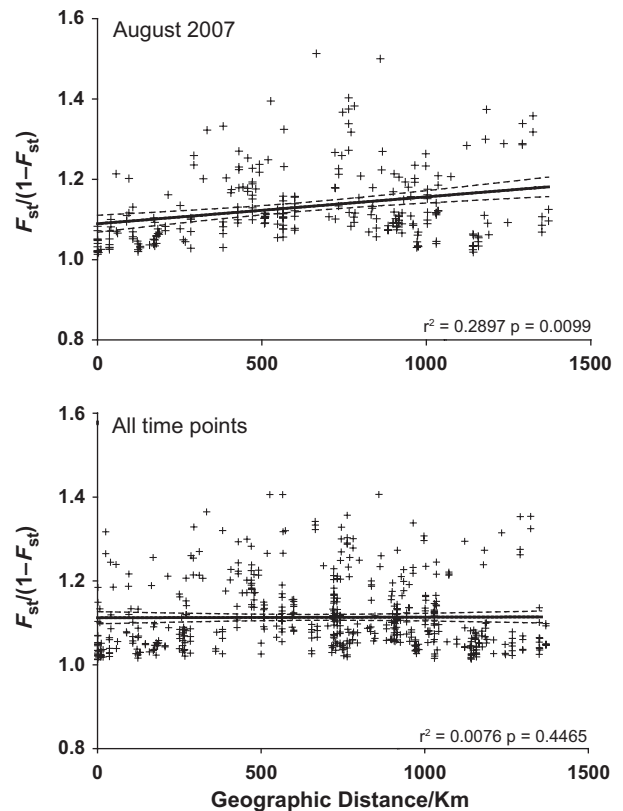 August 2007
1.6
1.4
1.2
1.0
0.8
Fst/(1–Fst)
r² = 0.2897 p = 0.0099
0 500 1000 1500
All time points
1.6
1.4
1.2
1.0
0.8
Fst/(1–Fst)
r² = 0.0076 p = 0.4465
0 500 1000 1500
Geographic Distance/Km